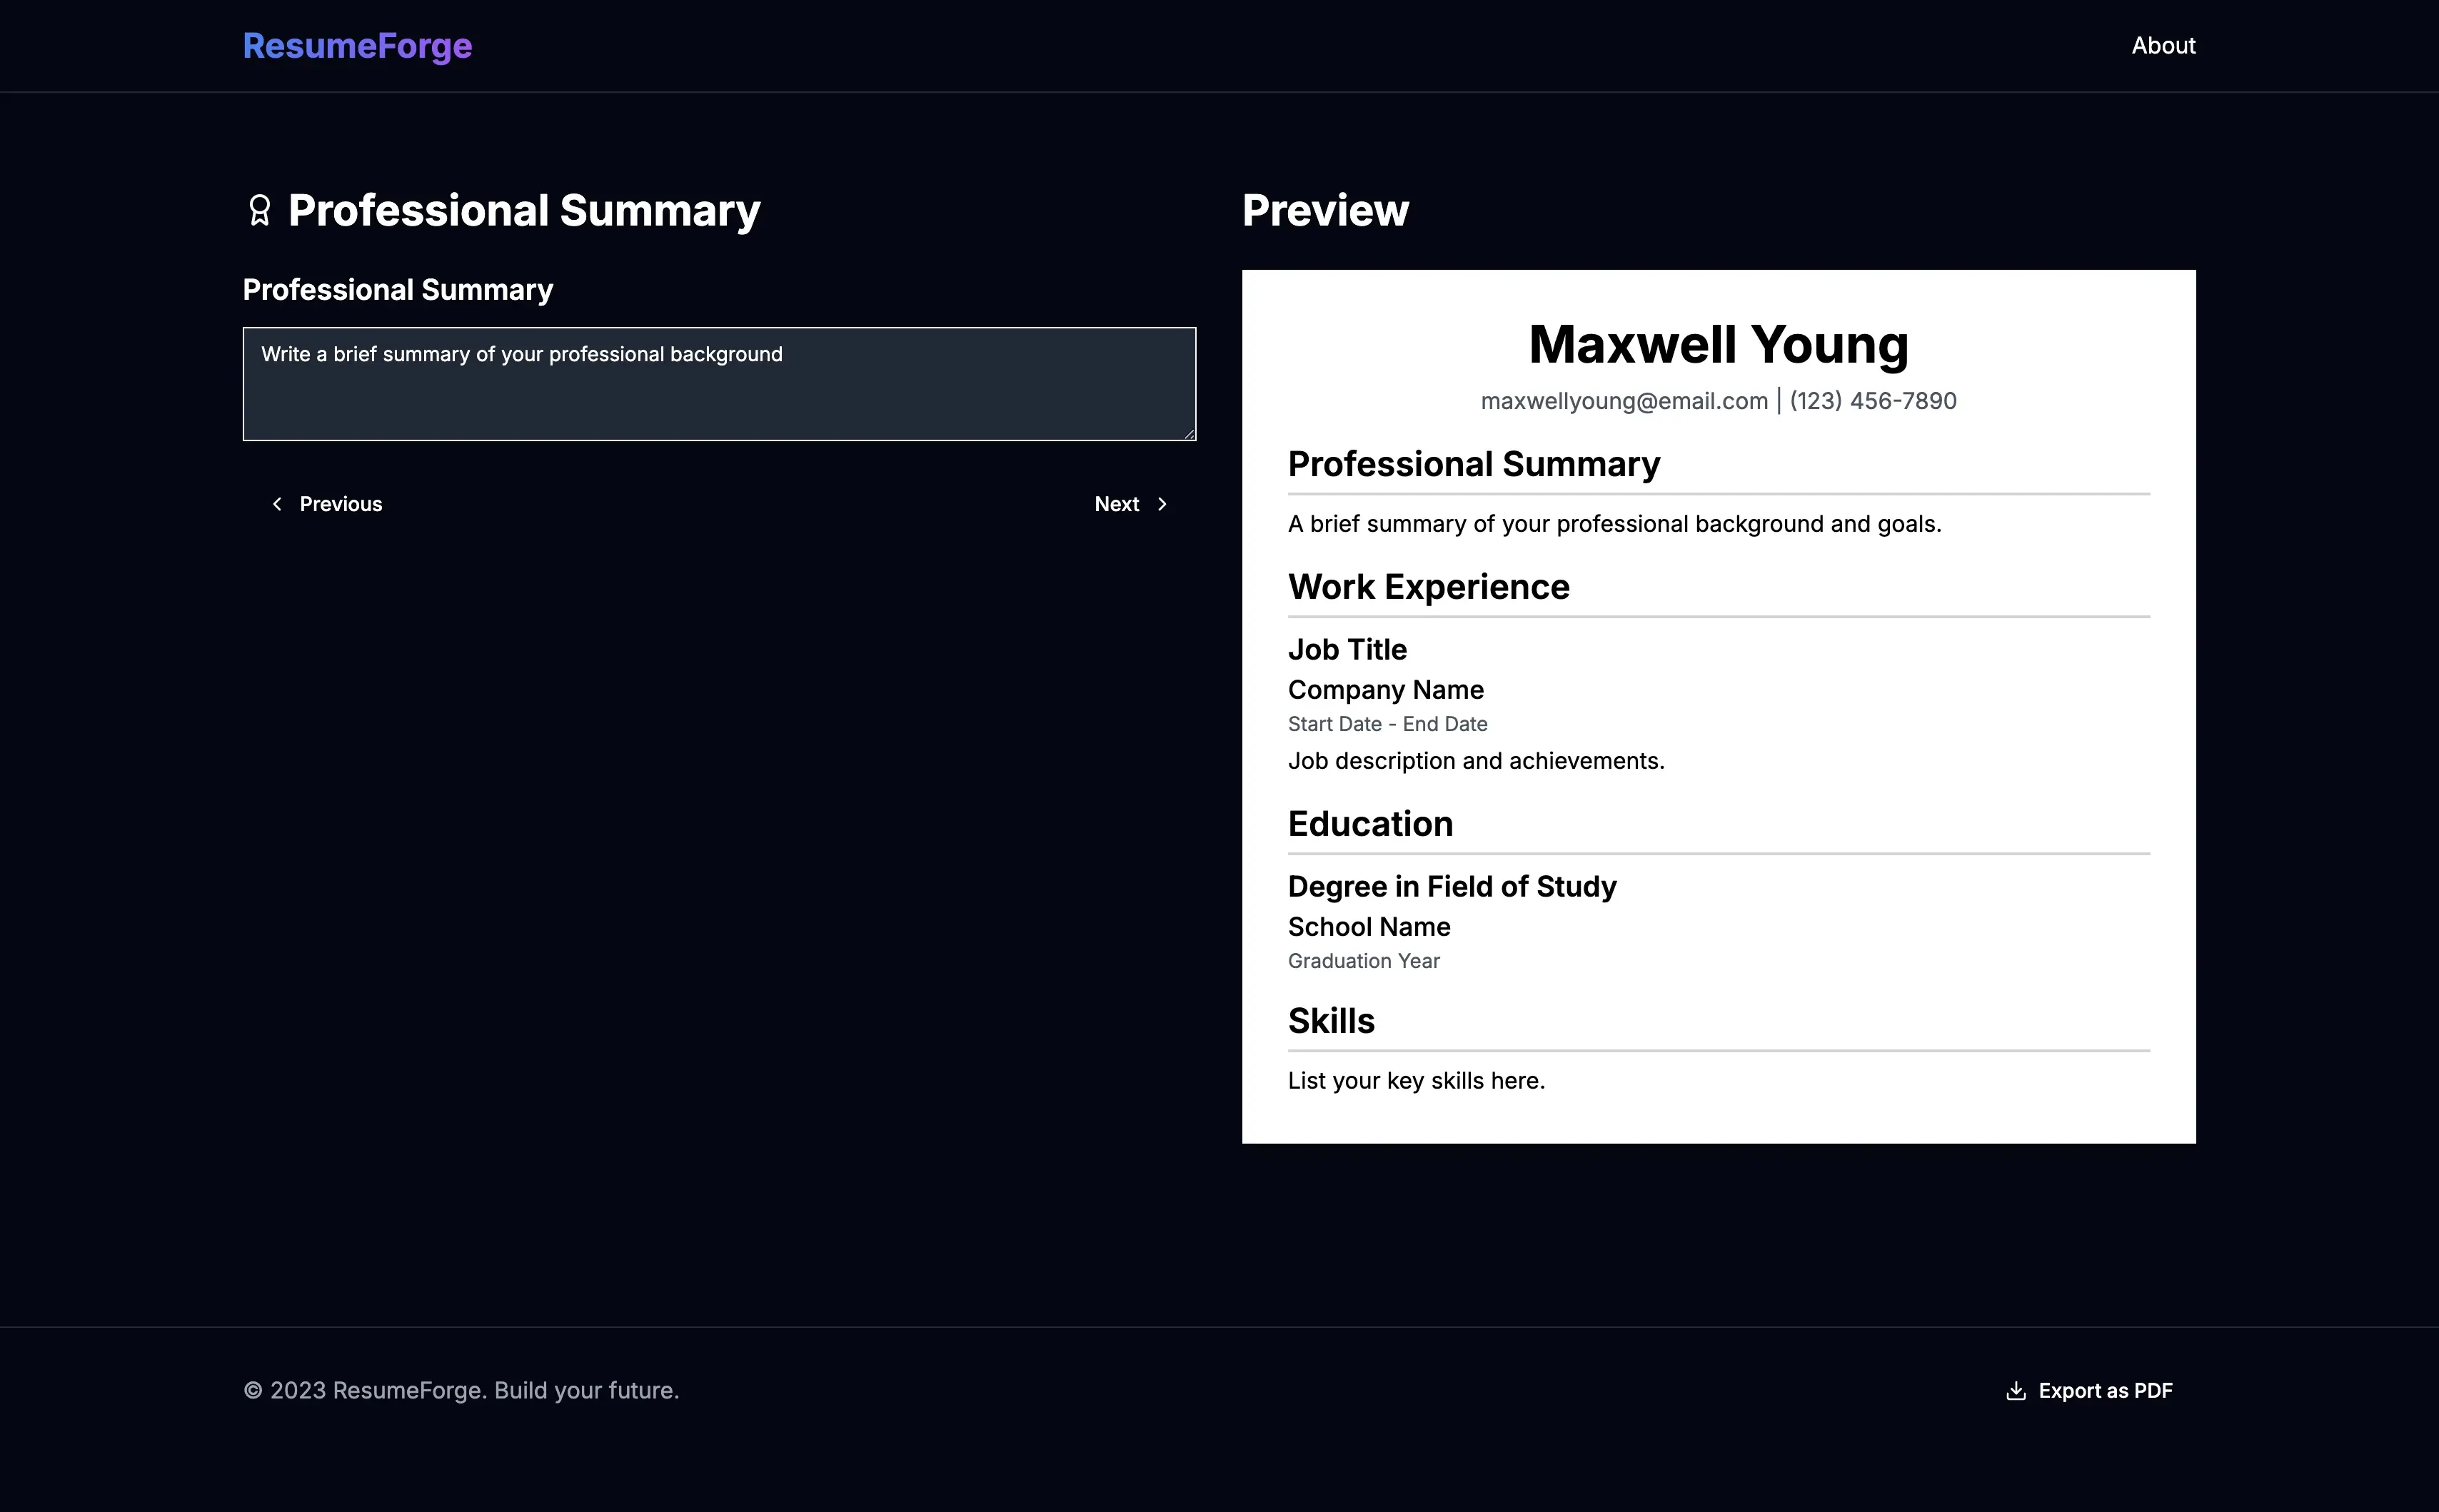 ResumeForge
About
Professional Summary
Professional Summary
Write a brief summary of your professional background
Previous
Next
Preview
Maxwell Young
maxwellyoung@email.com | (123) 456-7890
Professional Summary
A brief summary of your professional background and goals.
Work Experience
Job Title
Company Name
Start Date - End Date
Job description and achievements.
Education
Degree in Field of Study
School Name
Graduation Year
Skills
List your key skills here.
© 2023 ResumeForge. Build your future.
Export as PDF